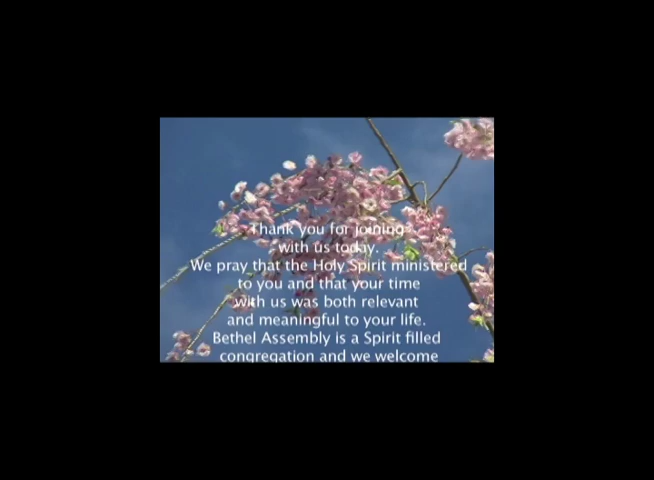 Thank you for joining
with us today.
We pray that the Holy Spirit ministered
to you and that your time
with us was both relevant
and meaningful to your life.
Bethel Assembly is a Spirit filled
congregation and we welcome